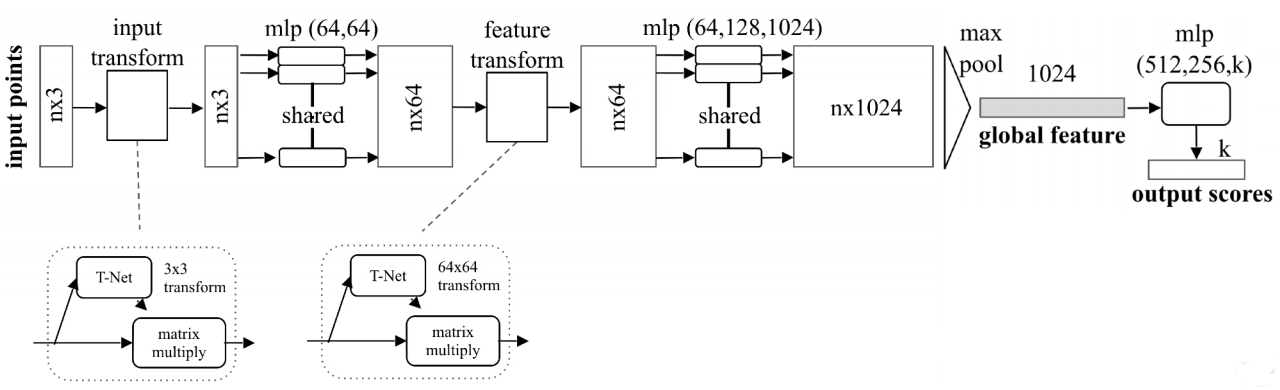 input points
nx3
input
transform
nx3
mlp (64,64)
shared
nx64
feature
transform
nx64
mlp (64,128,1024)
shared
nx1024
max
pool
1024
global feature
mlp
(512,256,k)
k
output scores
T-Net
3x3
transform
matrix
multiply
T-Net
64x64
transform
matrix
multiply